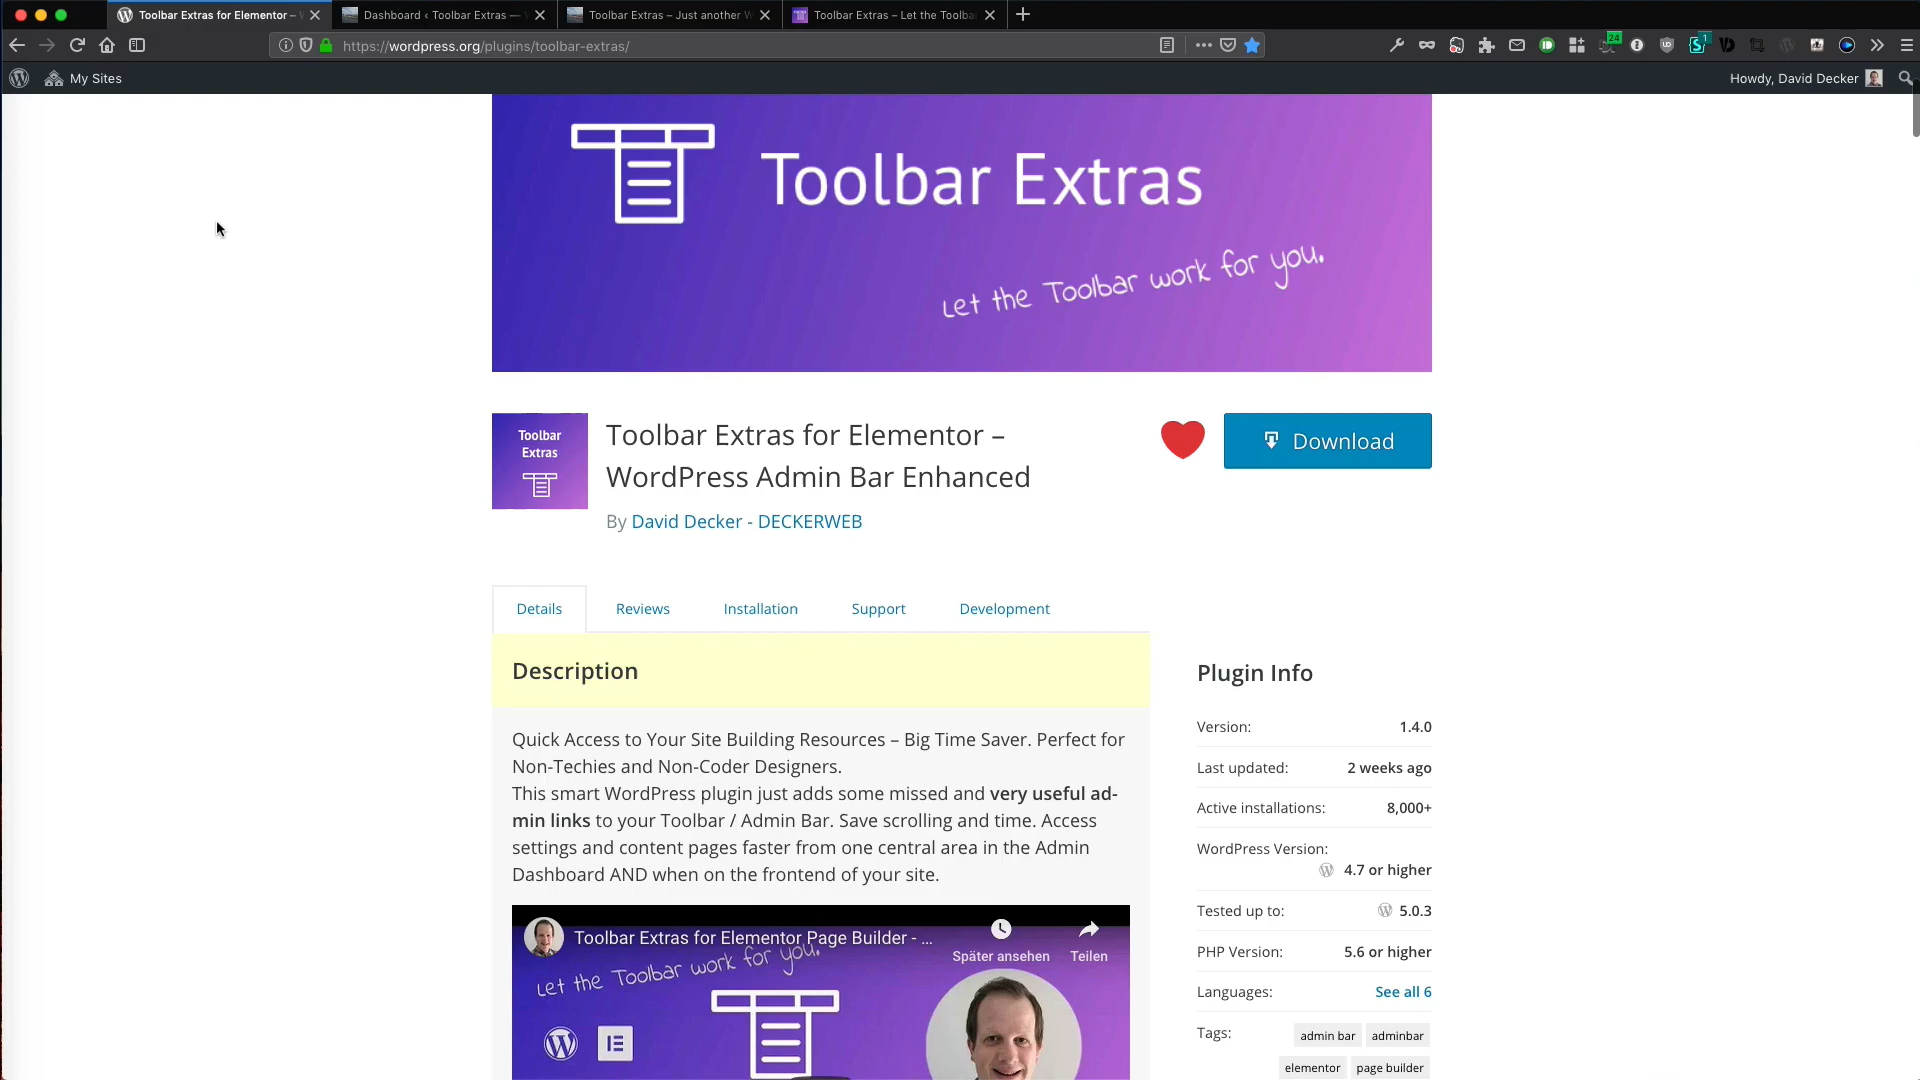 Toolbar Extras for Elementor –
Dashboard ‹ Toolbar Extras —
Toolbar Extras – Just another W
Toolbar Extras – Let the Toolba
https://wordpress.org/plugins/toolbar-extras/
24
1
My Sites
Howdy, David Decker
Toolbar Extras
Let the Toolbar work for you.
Toolbar
Extras
Toolbar Extras for Elementor –
WordPress Admin Bar Enhanced
Download
By David Decker - DECKERWEB
Details
Reviews
Installation
Support
Development
Description
Quick Access to Your Site Building Resources – Big Time Saver. Perfect for
Non-Techies and Non-Coder Designers.
This smart WordPress plugin just adds some missed and very useful ad-
min links to your Toolbar / Admin Bar. Save scrolling and time. Access
settings and content pages faster from one central area in the Admin
Dashboard AND when on the frontend of your site.
Toolbar Extras for Elementor Page Builder - ...
Später ansehen
Teilen
Let the Toolbar work for you.
Plugin Info
Version: 1.4.0
Last updated: 2 weeks ago
Active installations: 8,000+
WordPress Version:
4.7 or higher
Tested up to: 5.0.3
PHP Version: 5.6 or higher
Languages: See all 6
Tags: admin bar adminbar
elementor page builder